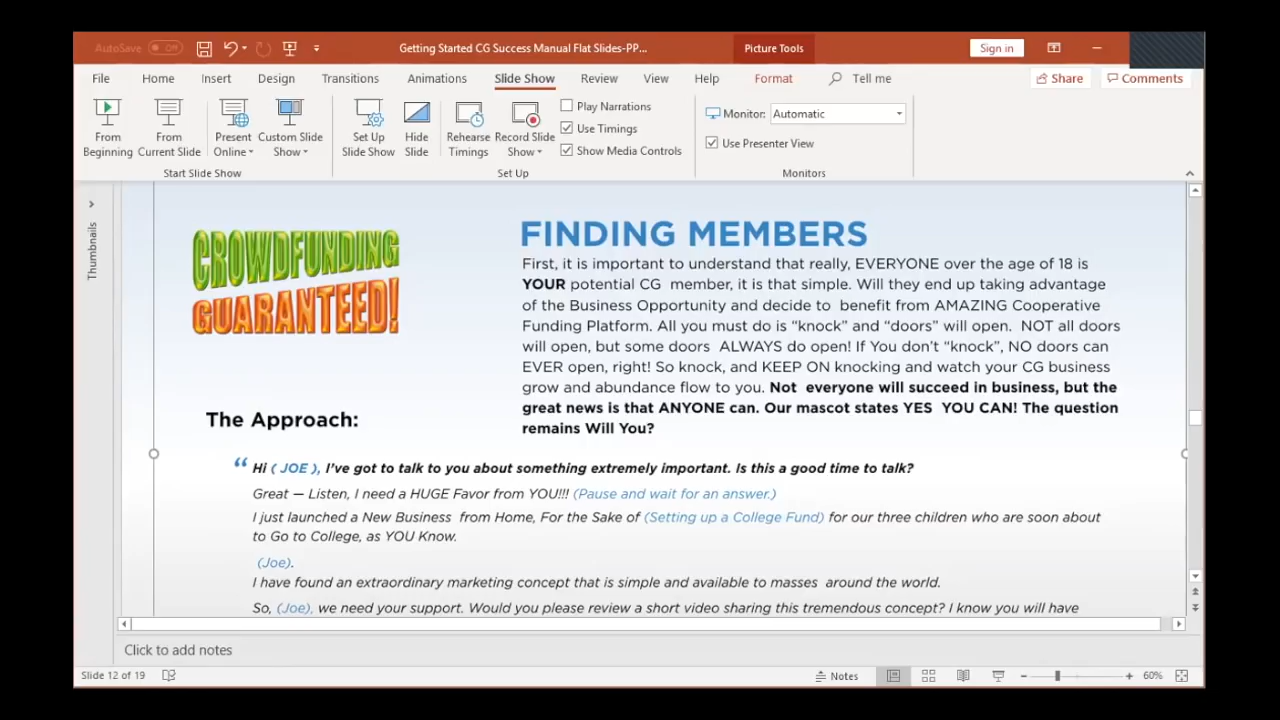 AutoSave Off
Getting Started CG Success Manual Flat Slides-PP...
Picture Tools
Sign in
File Home Insert Design Transitions Animations Slide Show Review View Help Format Tell me Share Comments
From Beginning
From Current Slide
Present Online
Custom Slide Show
Start Slide Show
Set Up Slide Show
Hide Slide
Rehearse Timings
Record Slide Show
Play Narrations
Use Timings
Show Media Controls
Set Up
Monitor: Automatic
Use Presenter View
Monitors
Thumbnails
CROWDFUNDING
GUARANTEED!
FINDING MEMBERS
First, it is important to understand that really, EVERYONE over the age of 18 is
YOUR potential CG member, it is that simple. Will they end up taking advantage
of the Business Opportunity and decide to benefit from AMAZING Cooperative
Funding Platform. All you must do is “knock” and “doors” will open. NOT all doors
will open, but some doors ALWAYS do open! If You don’t “knock”, NO doors can
EVER open, right! So knock, and KEEP ON knocking and watch your CG business
grow and abundance flow to you. Not everyone will succeed in business, but the
great news is that ANYONE can. Our mascot states YES YOU CAN! The question
remains Will You?
The Approach:
“ Hi ( JOE ), I’ve got to talk to you about something extremely important. Is this a good time to talk?
Great — Listen, I need a HUGE Favor from YOU!!! (Pause and wait for an answer.)
I just launched a New Business from Home, For the Sake of (Setting up a College Fund) for our three children who are soon about
to Go to College, as YOU Know.
(Joe).
I have found an extraordinary marketing concept that is simple and available to masses around the world.
So, (Joe), we need your support. Would you please review a short video sharing this tremendous concept? I know you will have
Click to add notes
Slide 12 of 19
Notes
60%